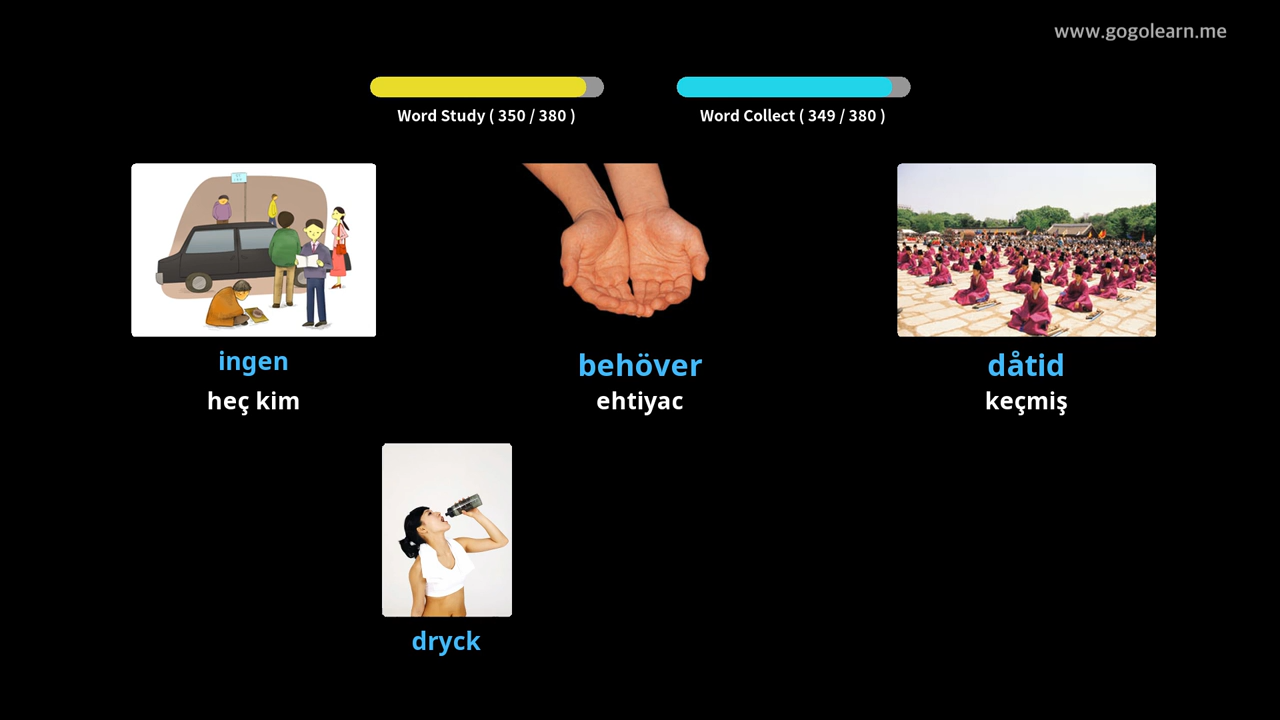 www.gogolearn.me
Word Study ( 350 / 380 )
Word Collect ( 349 / 380 )
ingen
heç kim
behöver
ehtiyac
dåtid
keçmiş
dryck